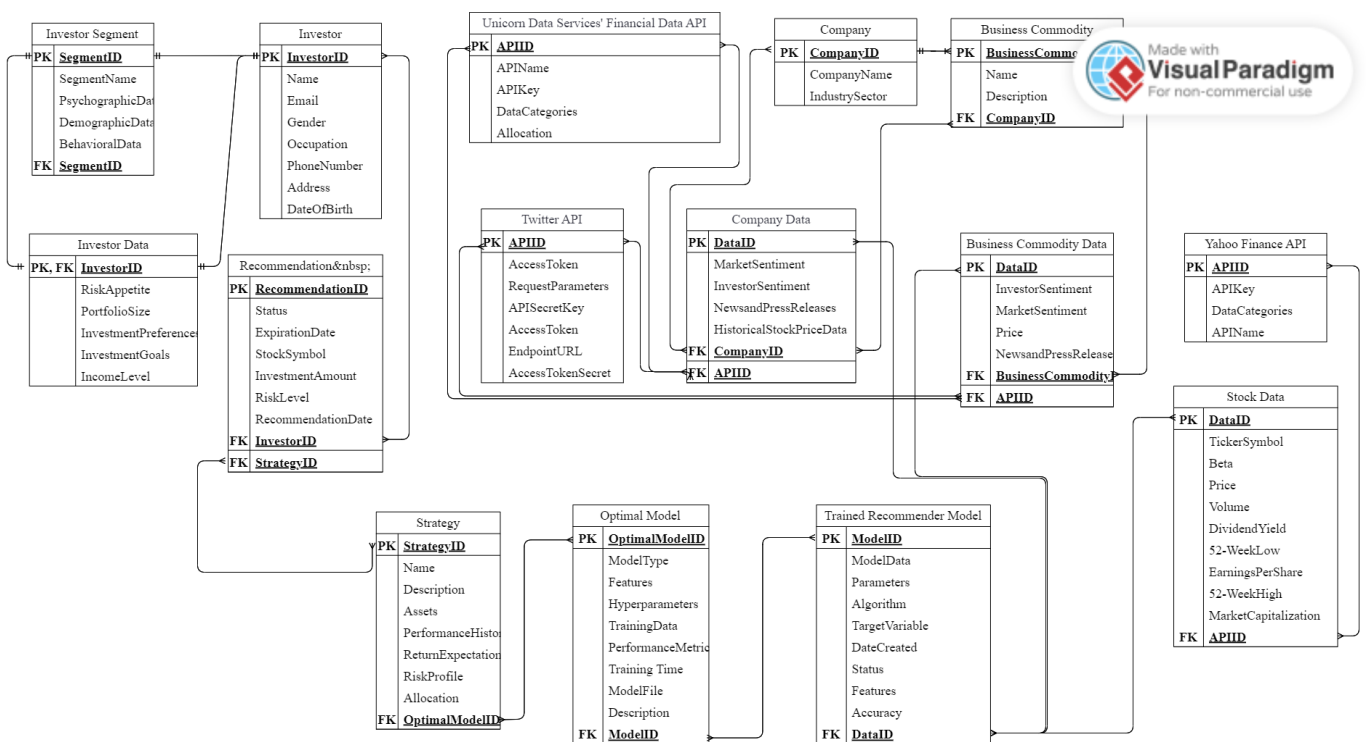 Investor Segment
PK SegmentID
SegmentName
PsychographicDat
DemographicData
BehavioralData
FK SegmentID
Investor
PK InvestorID
Name
Email
Gender
Occupation
PhoneNumber
Address
DateOfBirth
Unicorn Data Services' Financial Data API
PK APIID
APIName
APIKey
DataCategories
Allocation
Company
PK CompanyID
CompanyName
IndustrySector
Business Commodity
PK BusinessCommo
Name
Description
FK CompanyID
Made with
Visual Paradigm
For non-commercial use
Investor Data
PK, FK InvestorID
RiskAppetite
PortfolioSize
InvestmentPreferences
InvestmentGoals
IncomeLevel
Recommendation&nbsp;
PK RecommendationID
Status
ExpirationDate
StockSymbol
InvestmentAmount
RiskLevel
RecommendationDate
FK InvestorID
FK StrategyID
Twitter API
PK APIID
AccessToken
RequestParameters
APISecretKey
AccessToken
EndpointURL
AccessTokenSecret
Company Data
PK DataID
MarketSentiment
InvestorSentiment
NewsandPressReleases
HistoricalStockPriceData
FK CompanyID
FK APIID
Business Commodity Data
PK DataID
InvestorSentiment
MarketSentiment
Price
NewsandPressRelease
FK BusinessCommodity
FK APIID
Yahoo Finance API
PK APIID
APIKey
DataCategories
APIName
Stock Data
PK DataID
TickerSymbol
Beta
Price
Volume
DividendYield
52-WeekLow
EarningsPerShare
52-WeekHigh
MarketCapitalization
FK APIID
Strategy
PK StrategyID
Name
Description
Assets
PerformanceHisto
ReturnExpectation
RiskProfile
Allocation
FK OptimalModelID
Optimal Model
PK OptimalModelID
ModelType
Features
Hyperparameters
TrainingData
PerformanceMetric
Training Time
ModelFile
Description
FK ModelID
Trained Recommender Model
PK ModelID
ModelData
Parameters
Algorithm
TargetVariable
DateCreated
Status
Features
Accuracy
FK DataID